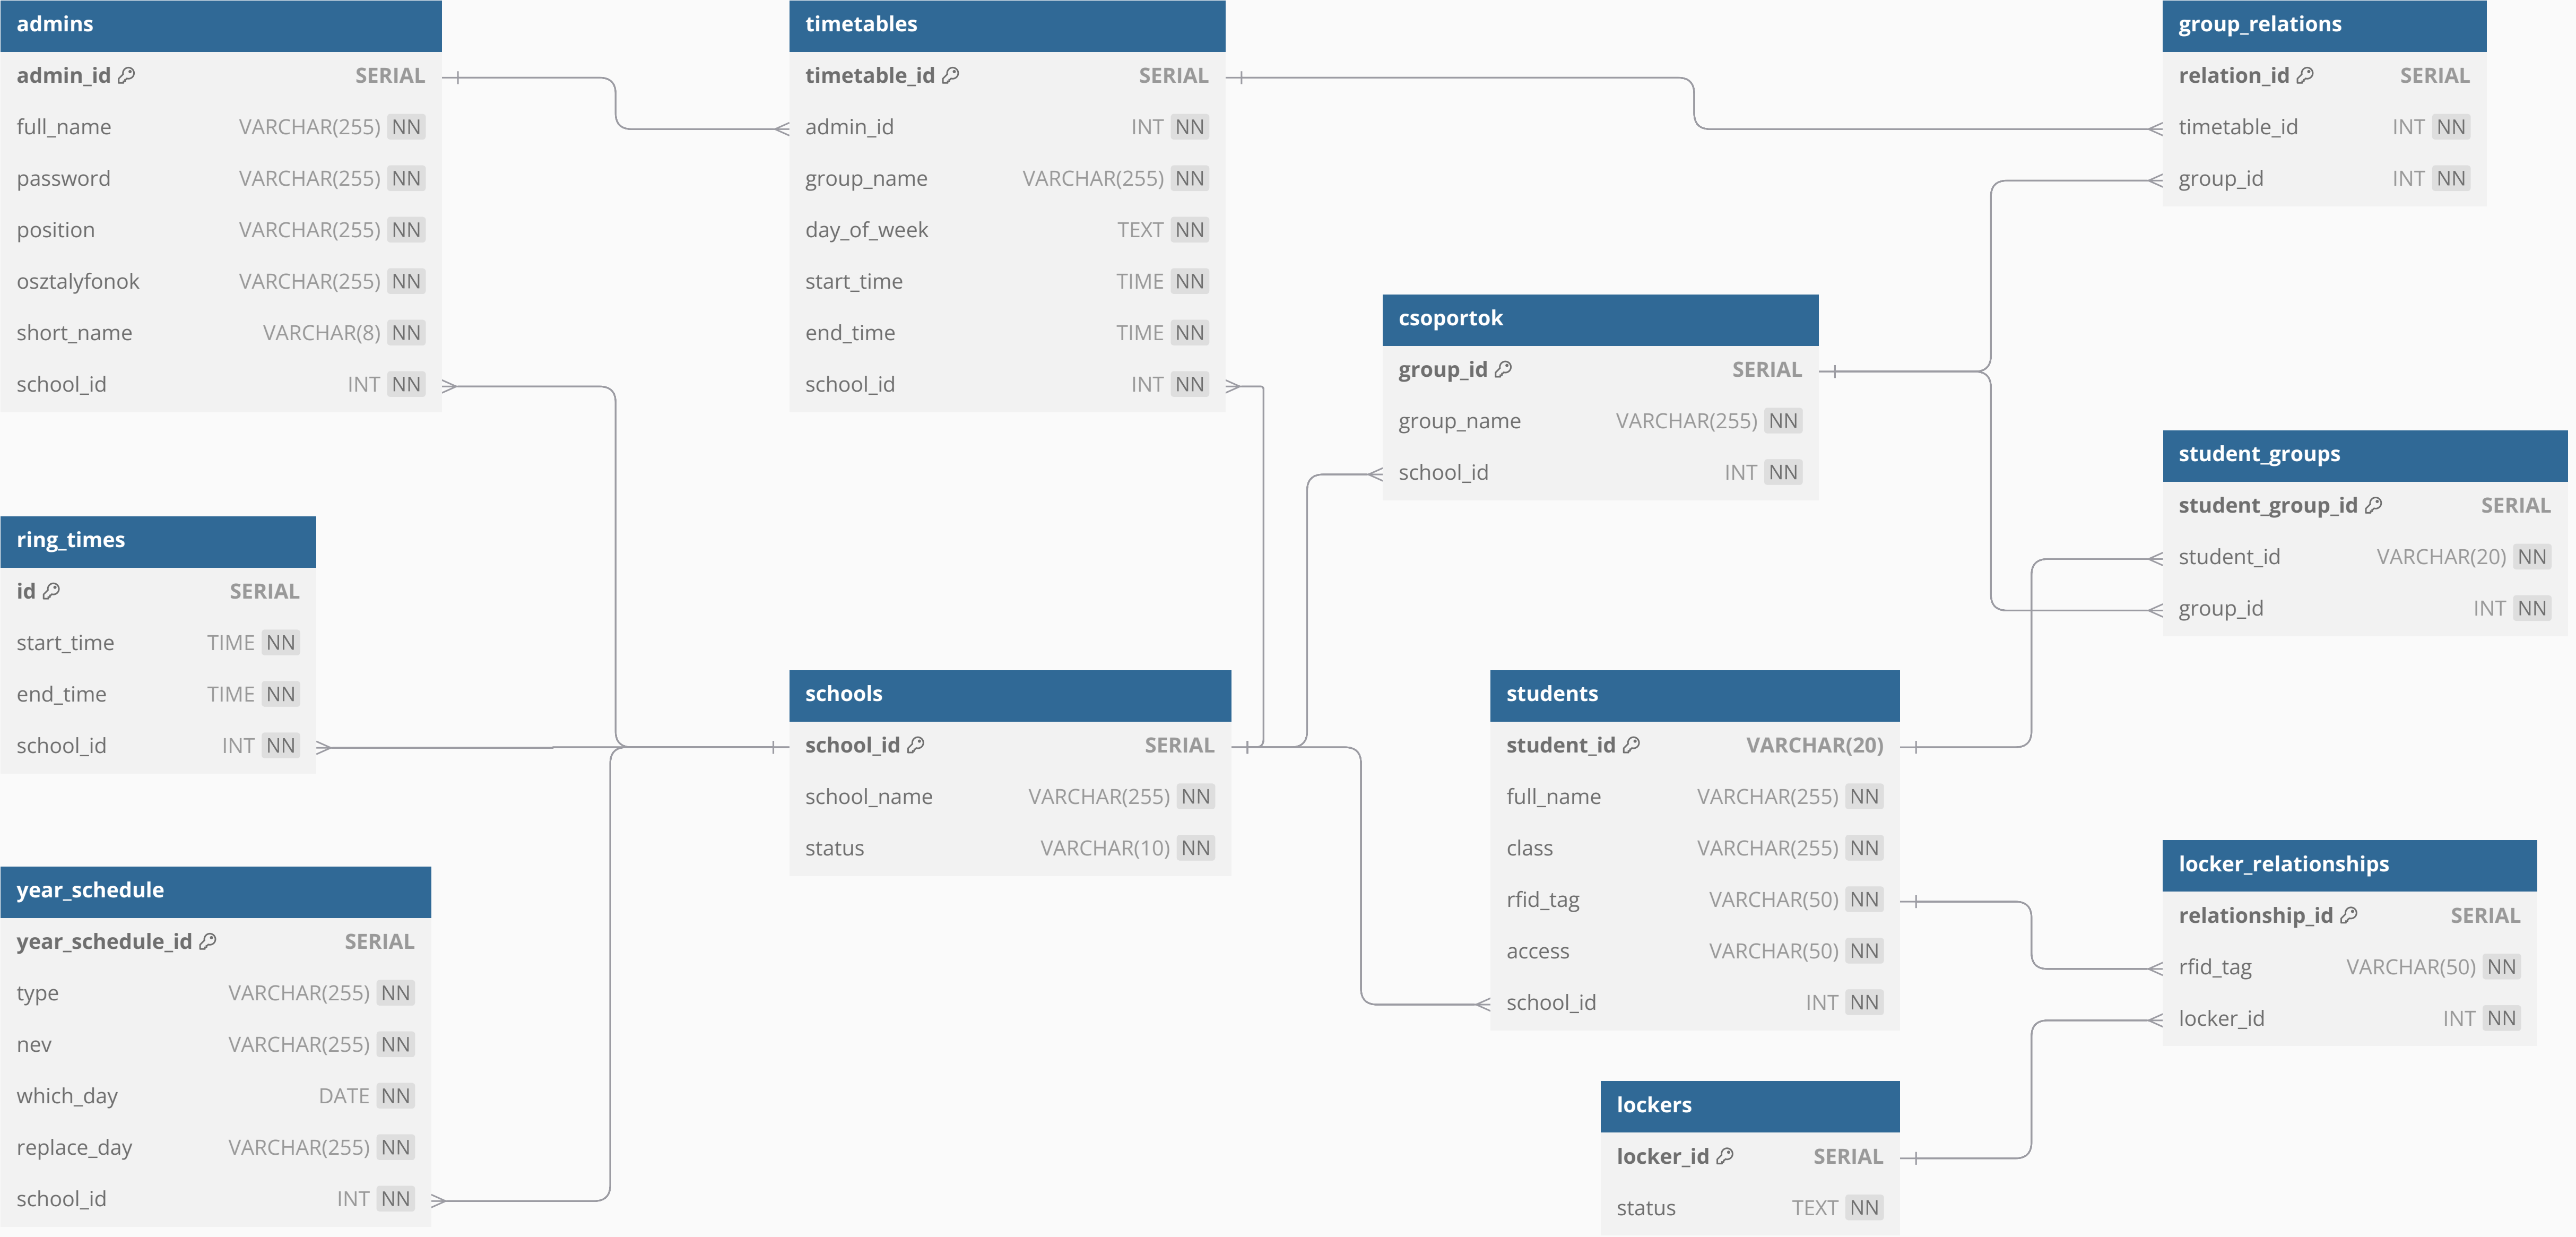 admins
admin_id SERIAL
full_name VARCHAR(255) NN
password VARCHAR(255) NN
position VARCHAR(255) NN
osztalyfonok VARCHAR(255) NN
short_name VARCHAR(8) NN
school_id INT NN
timetables
timetable_id SERIAL
admin_id INT NN
group_name VARCHAR(255) NN
day_of_week TEXT NN
start_time TIME NN
end_time TIME NN
school_id INT NN
group_relations
relation_id SERIAL
timetable_id INT NN
group_id INT NN
csoportok
group_id SERIAL
group_name VARCHAR(255) NN
school_id INT NN
student_groups
student_group_id SERIAL
student_id VARCHAR(20) NN
group_id INT NN
ring_times
id SERIAL
start_time TIME NN
end_time TIME NN
school_id INT NN
schools
school_id SERIAL
school_name VARCHAR(255) NN
status VARCHAR(10) NN
students
student_id VARCHAR(20)
full_name VARCHAR(255) NN
class VARCHAR(255) NN
rfid_tag VARCHAR(50) NN
access VARCHAR(50) NN
school_id INT NN
locker_relationships
relationship_id SERIAL
rfid_tag VARCHAR(50) NN
locker_id INT NN
year_schedule
year_schedule_id SERIAL
type VARCHAR(255) NN
nev VARCHAR(255) NN
which_day DATE NN
replace_day VARCHAR(255) NN
school_id INT NN
lockers
locker_id SERIAL
status TEXT NN